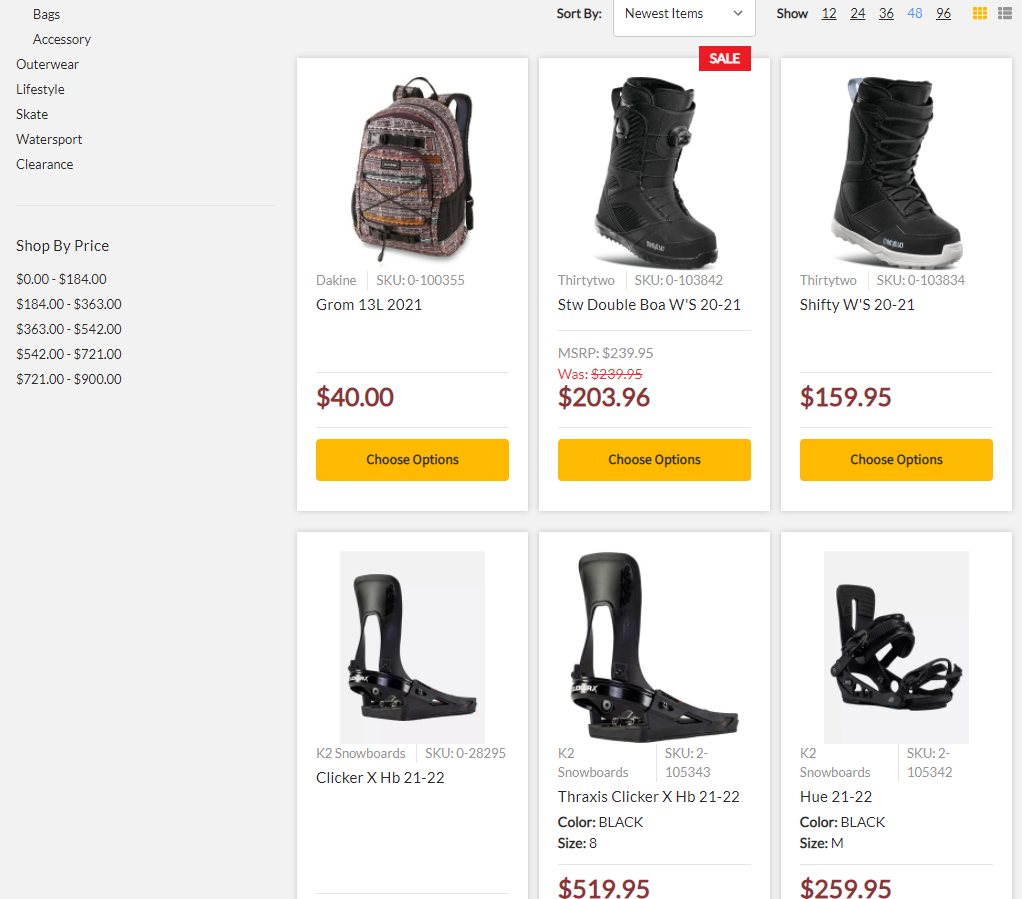 Bags
Accessory
Outerwear
Lifestyle
Skate
Watersport
Clearance
Shop By Price
$0.00 - $184.00
$184.00 - $363.00
$363.00 - $542.00
$542.00 - $721.00
$721.00 - $900.00
Sort By: Newest Items Show 12 24 36 48 96
Dakine SKU: 0-100355
Grom 13L 2021
$40.00
Choose Options
SALE
Thirtytwo SKU: 0-103842
Stw Double Boa W'S 20-21
MSRP: $239.95
Was: $239.95
$203.96
Choose Options
Thirtytwo SKU: 0-103834
Shifty W'S 20-21
$159.95
Choose Options
K2 Snowboards SKU: 0-28295
Clicker X Hb 21-22
K2 Snowboards SKU: 2-105343
Thraxis Clicker X Hb 21-22
Color: BLACK
Size: 8
$519.95
K2 Snowboards SKU: 2-105342
Hue 21-22
Color: BLACK
Size: M
$259.95